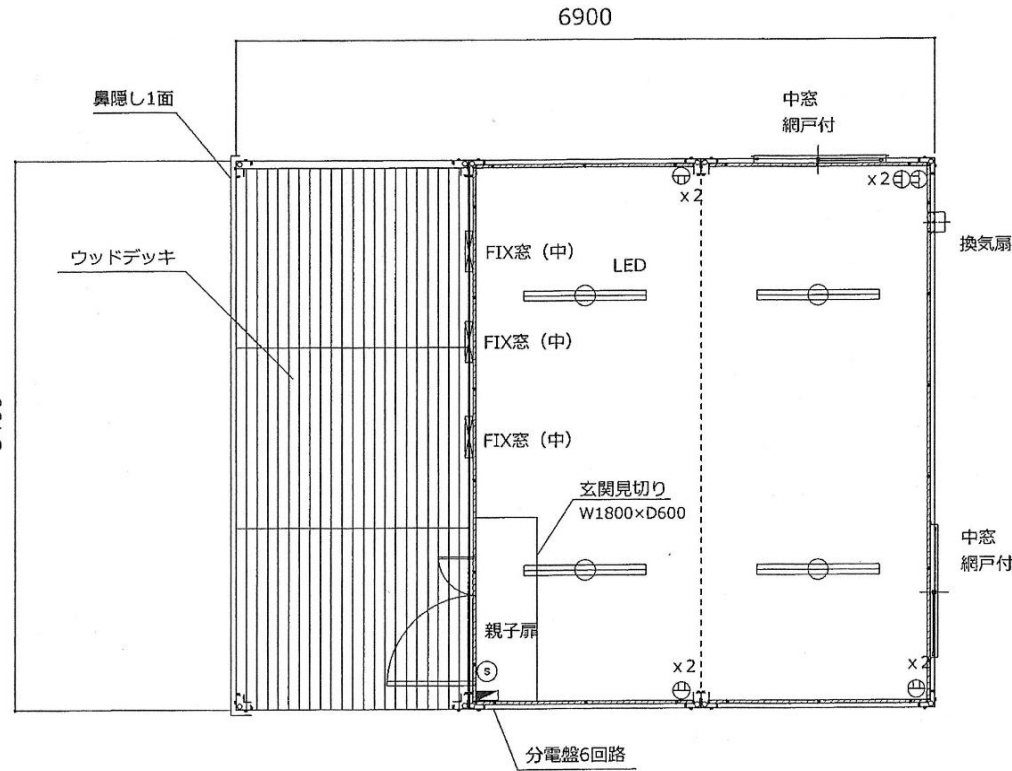 6900
鼻隠し1面
中窓
網戸付
x2
x2
換気扇
ウッドデッキ
FIX窓（中）
LED
FIX窓（中）
FIX窓（中）
玄関見切り
W1800×D600
中窓
網戸付
親子扉
S
x2
x2
分電盤6回路